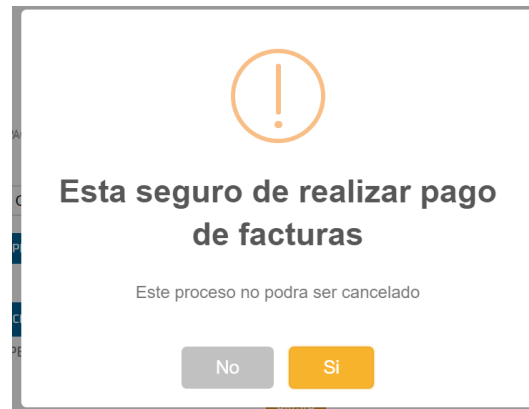 Esta seguro de realizar pago
de facturas
Este proceso no podra ser cancelado
No
Si